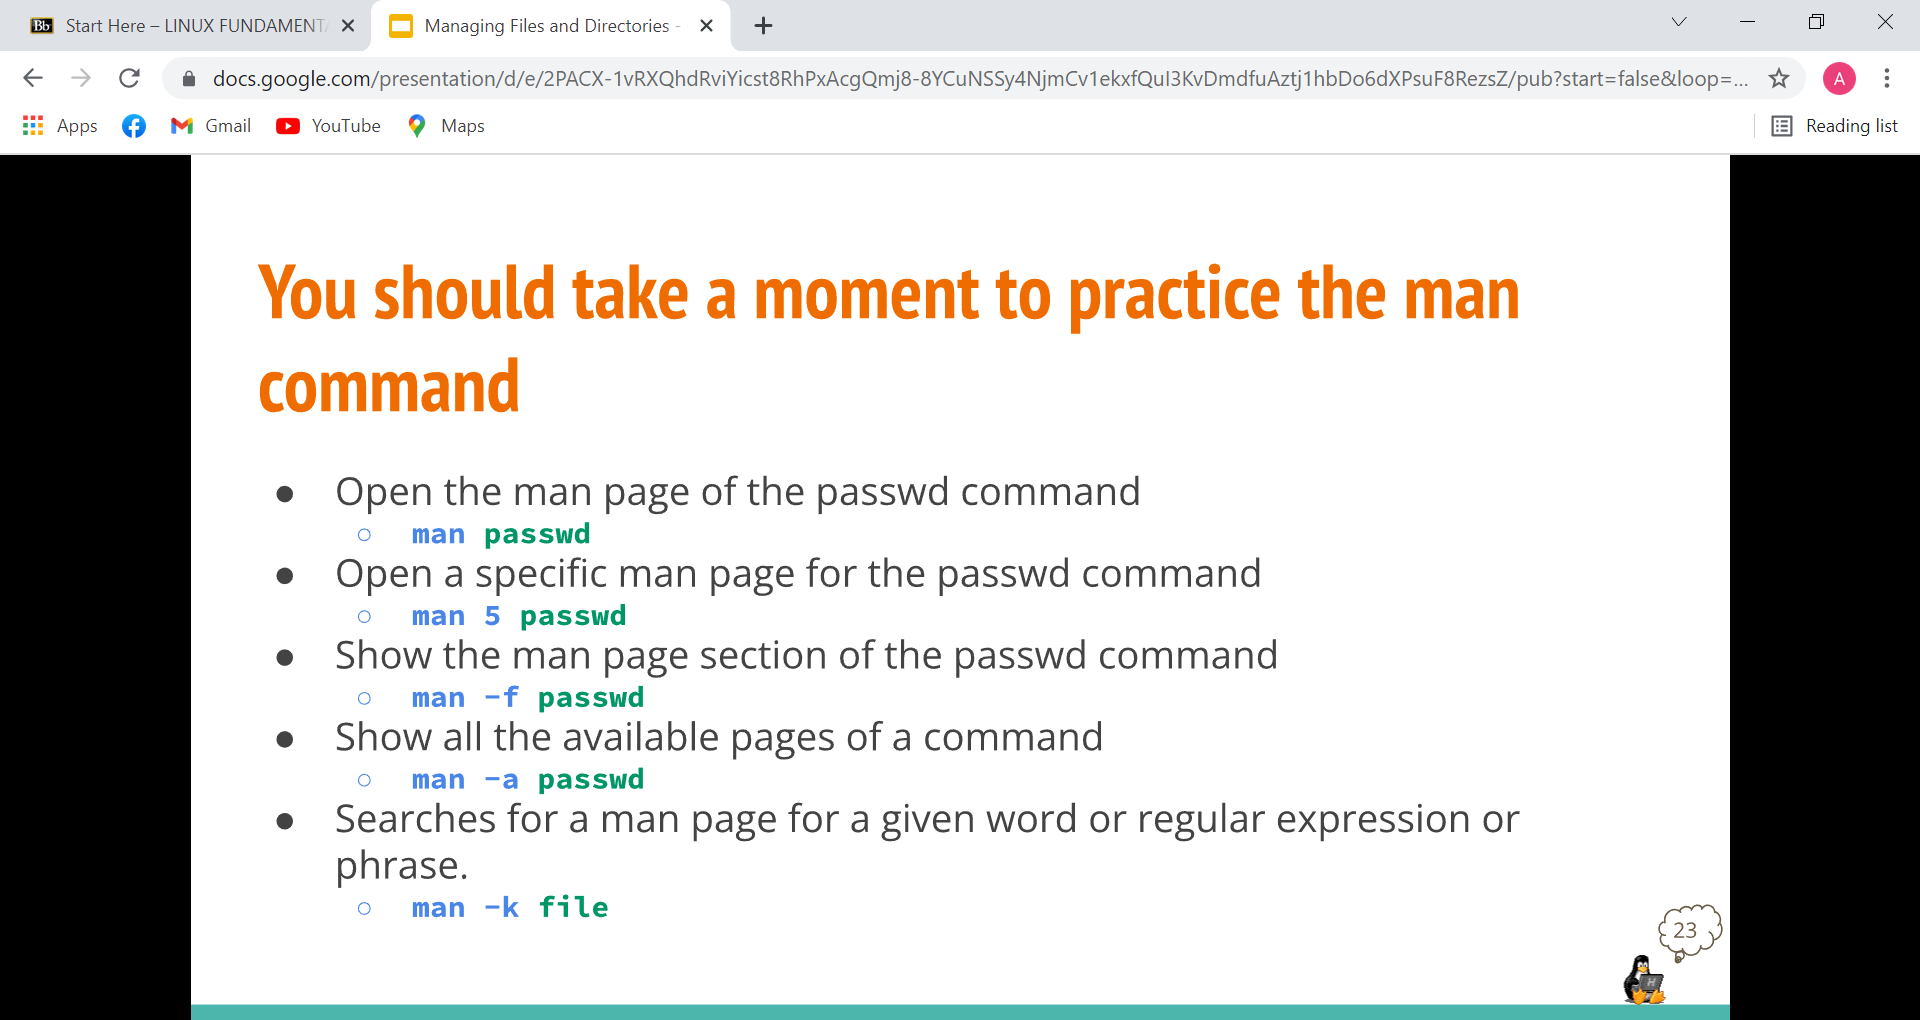 Bb Start Here – LINUX FUNDAMENT
Managing Files and Directories -
docs.google.com/presentation/d/e/2PACX-1vRXQhdRviYicst8RhPxAcgQmj8-8YCuNSSy4NjmCv1ekxfQuI3KvDmdfuAztj1hbDo6dXPsuF8RezsZ/pub?start=false&loop=...
A
Apps Gmail YouTube Maps Reading list
You should take a moment to practice the man
command
● Open the man page of the passwd command
○ man passwd
● Open a specific man page for the passwd command
○ man 5 passwd
● Show the man page section of the passwd command
○ man -f passwd
● Show all the available pages of a command
○ man -a passwd
● Searches for a man page for a given word or regular expression or
phrase.
○ man -k file
23